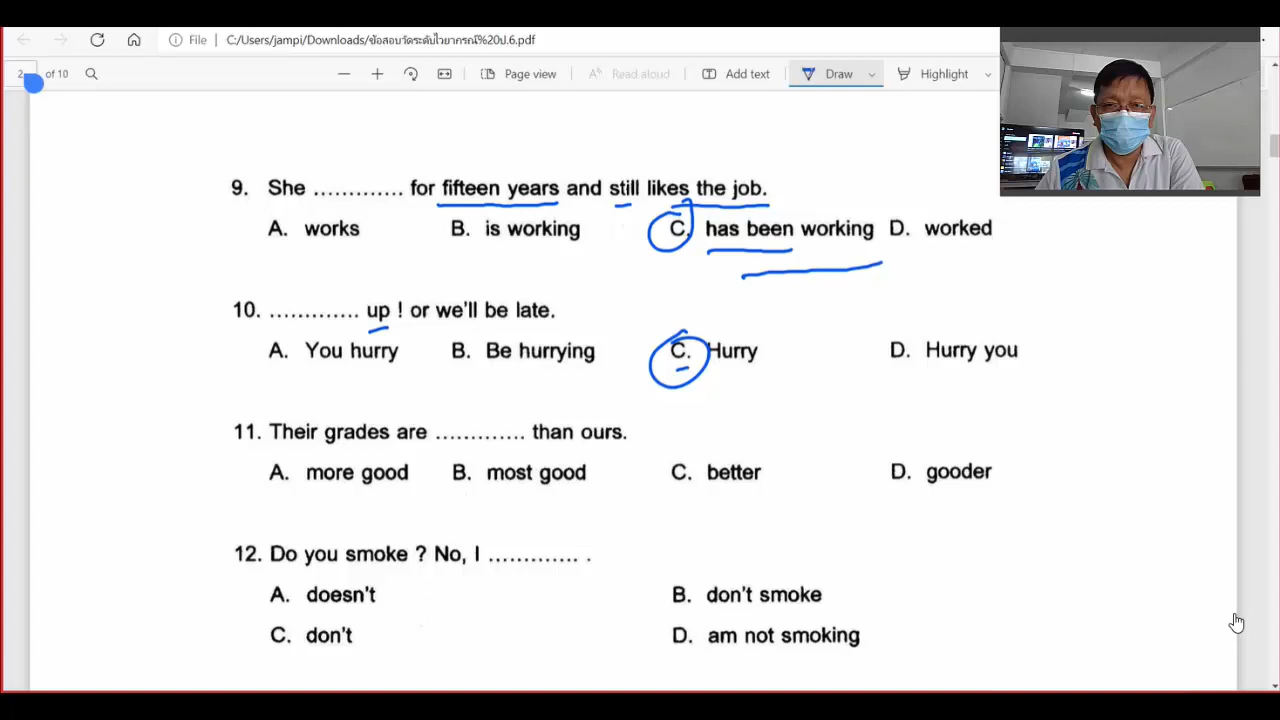 File C:/Users/jampi/Downloads/ข้อสอบวัดระดับไวยากรณ์%20ป.6.pdf
2 of 10 Page view Read aloud Add text Draw Highlight
9. She ............. for fifteen years and still likes the job.
A. works B. is working C. has been working D. worked
10. ............. up ! or we'll be late.
A. You hurry B. Be hurrying C. Hurry D. Hurry you
11. Their grades are ............. than ours.
A. more good B. most good C. better D. gooder
12. Do you smoke ? No, I ............. .
A. doesn't B. don't smoke
C. don't D. am not smoking